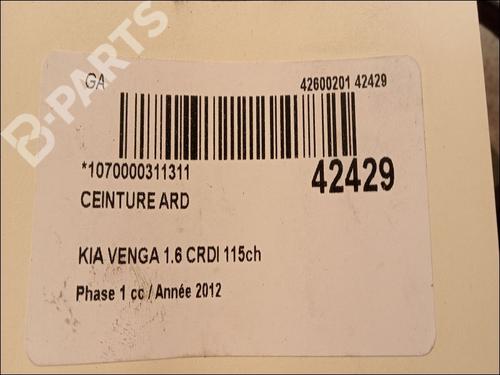 B-PARTS
GA
42600201 42429
*1070000311311
42429
CEINTURE ARD
KIA VENGA 1.6 CRDI 115ch
Phase 1 cc / Année 2012